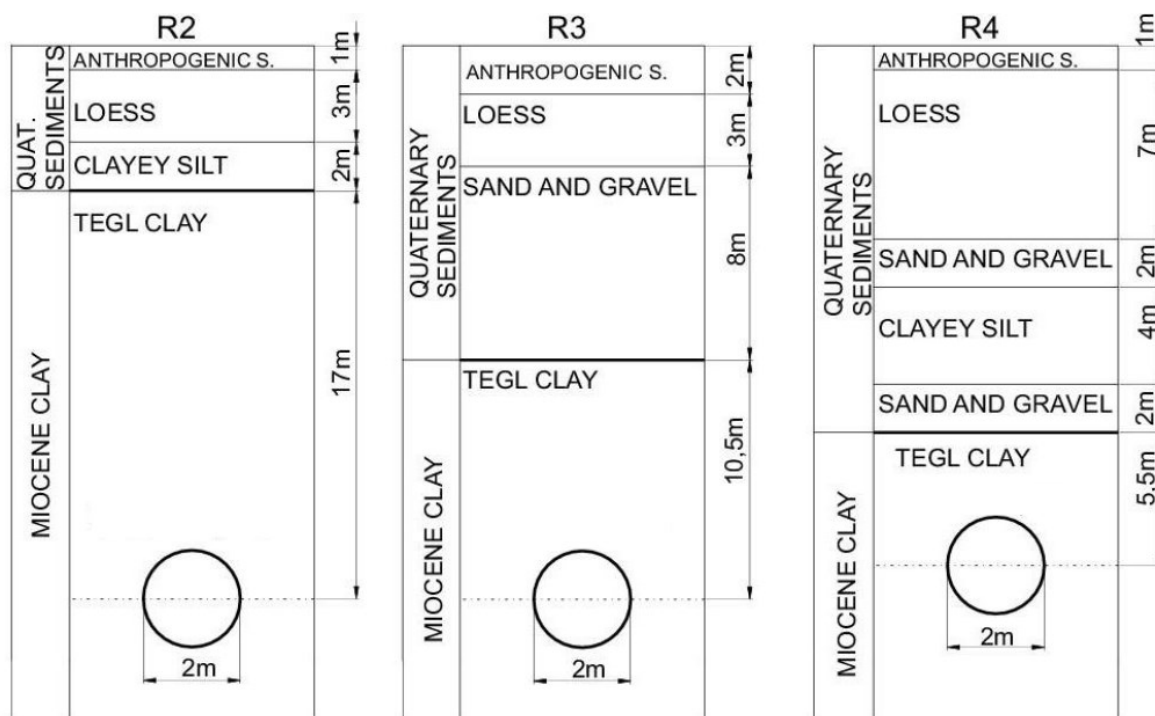 R2
QUAT.
SEDIMENTS
MIOCENE CLAY
ANTHROPOGENIC S.
LOESS
CLAYEY SILT
TEGL CLAY
1m
3m
2m
17m
2m
R3
QUATERNARY
SEDIMENTS
MIOCENE CLAY
ANTHROPOGENIC S.
LOESS
SAND AND GRAVEL
TEGL CLAY
2m
3m
8m
10,5m
2m
R4
QUATERNARY
SEDIMENTS
MIOCENE CLAY
ANTHROPOGENIC S.
LOESS
SAND AND GRAVEL
CLAYEY SILT
SAND AND GRAVEL
TEGL CLAY
1m
7m
2m
4m
2m
5,5m
2m